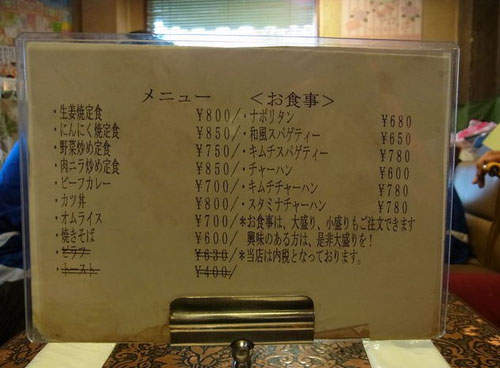 メニュー ＜お食事＞
・生姜焼定食 ¥800/・ナポリタン ¥680
・にんにく焼定食 ¥850/・和風スパゲティー ¥650
・野菜炒め定食 ¥750/・キムチスパゲティー ¥780
・肉ニラ炒め定食 ¥850/・チャーハン ¥600
・ビーフカレー ¥700/・キムチチャーハン ¥780
・カツ丼 ¥800/・スタミナチャーハン ¥780
・オムライス ¥700/*お食事は、大盛り、小盛りもご注文できます
・焼きそば ¥600/ 興味のある方は、是非大盛りを！
・ピラフ ¥630/*当店は内税となっております。
・トースト ¥400/